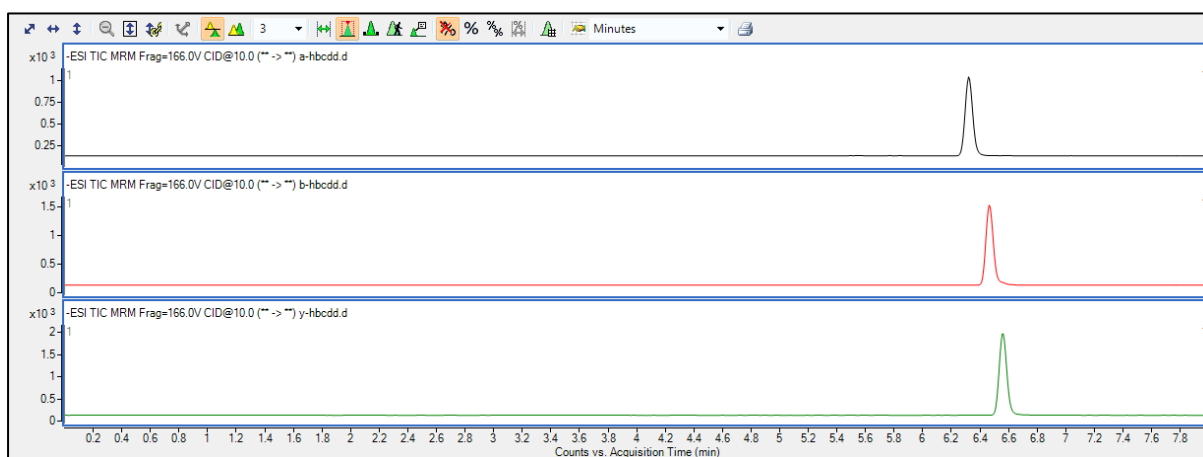 3 Minutes
x10 3 -ESI TIC MRM Frag=166.0V CID@10.0 (** -> **) a-hbcdd.d
1
1
0.75
0.5
0.25
x10 3 -ESI TIC MRM Frag=166.0V CID@10.0 (** -> **) b-hbcdd.d
1
1.5
1
0.5
0
x10 3 -ESI TIC MRM Frag=166.0V CID@10.0 (** -> **) y-hbcdd.d
2 1
1.5
1
0.5
0
0.2 0.4 0.6 0.8 1 1.2 1.4 1.6 1.8 2 2.2 2.4 2.6 2.8 3 3.2 3.4 3.6 3.8 4 4.2 4.4 4.6 4.8 5 5.2 5.4 5.6 5.8 6 6.2 6.4 6.6 6.8 7 7.2 7.4 7.6 7.8
Counts vs. Acquisition Time (min)